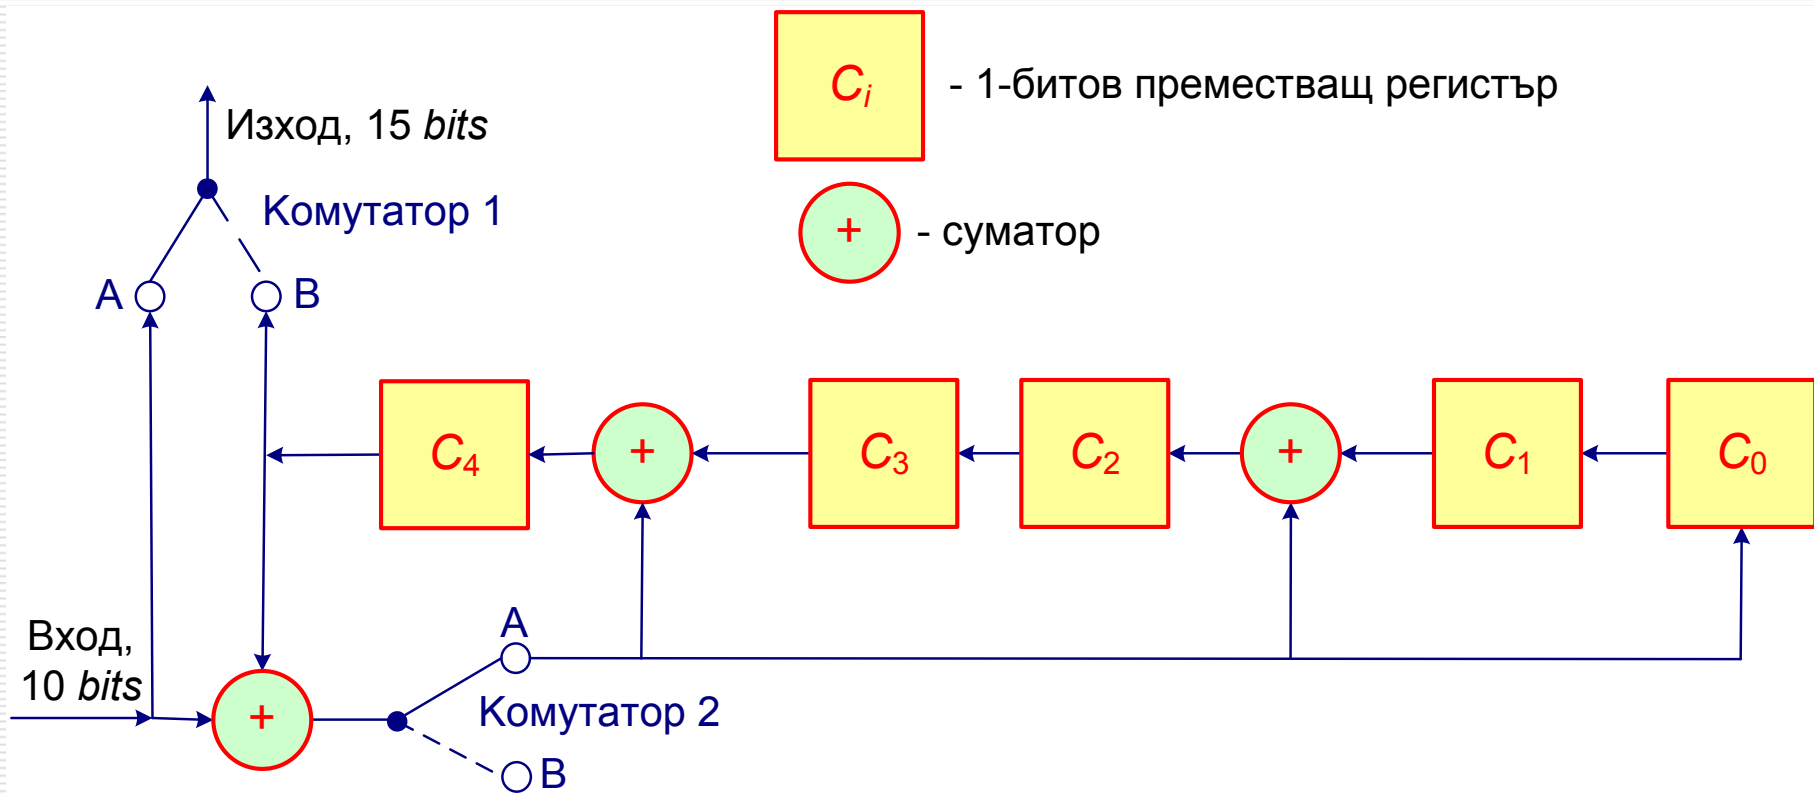 Cᵢ
- 1-битов преместващ регистър
Изход, 15 bits
Комутатор 1
+
- суматор
A
B
C₄
+
C₃
C₂
+
C₁
C₀
Вход,
10 bits
+
A
Комутатор 2
B